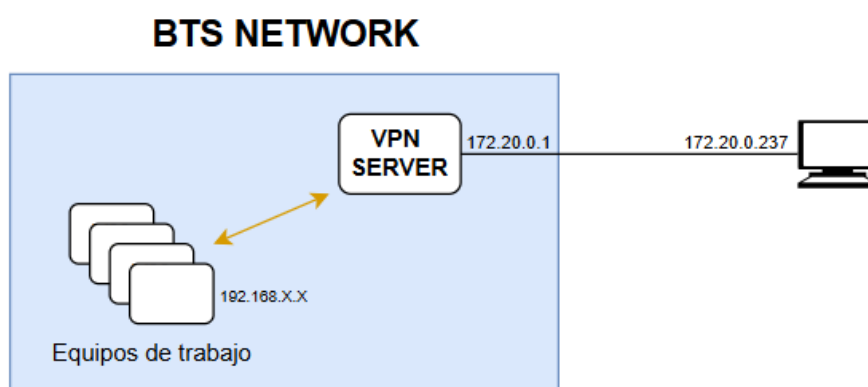 BTS NETWORK
VPN
SERVER
172.20.0.1
172.20.0.237
192.168.X.X
Equipos de trabajo